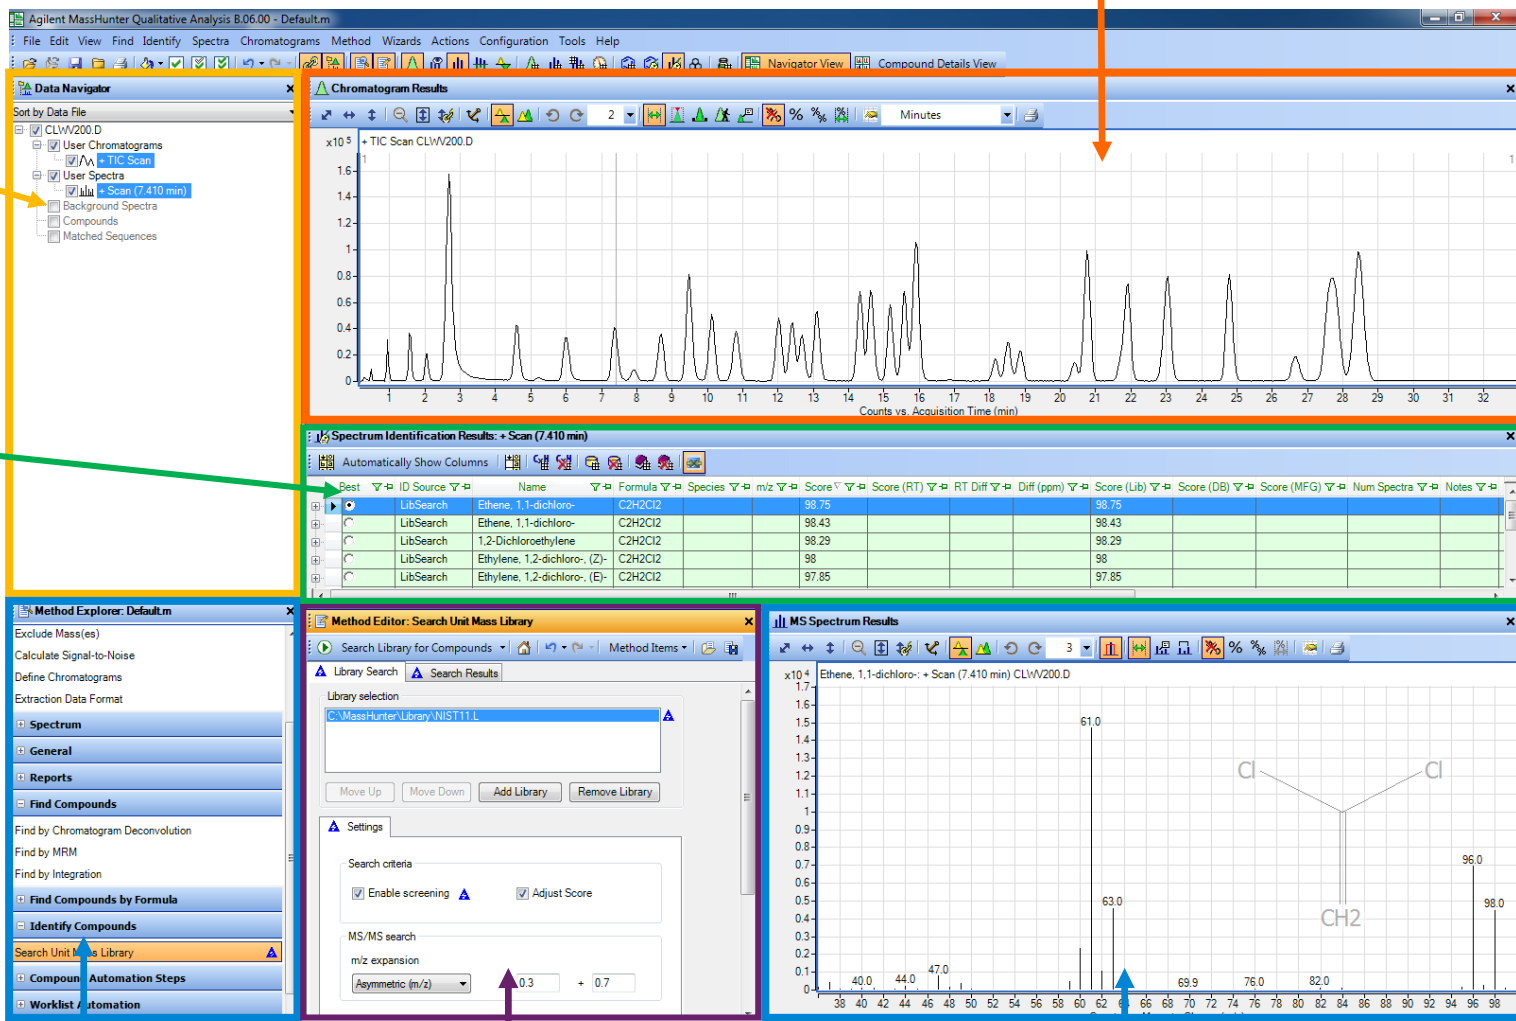 Agilent MassHunter Qualitative Analysis B.06.00 - Default.m
File Edit View Find Identify Spectra Chromatograms Method Wizards Actions Configuration Tools Help
Navigator View Compound Details View
Data Navigator
Sort by Data File
CLWV200.D
User Chromatograms
+ TIC Scan
User Spectra
+ Scan (7.410 min)
Background Spectra
Compounds
Matched Sequences
Chromatogram Results
2 Minutes
x10 5 + TIC Scan CLWV200.D
1 1
1.6
1.4
1.2
1
0.8
0.6
0.4
0.2
0
1 2 3 4 5 6 7 8 9 10 11 12 13 14 15 16 17 18 19 20 21 22 23 24 25 26 27 28 29 30 31 32
Counts vs. Acquisition Time (min)
Spectrum Identification Results: + Scan (7.410 min)
Automatically Show Columns
Best ID Source Name Formula Species m/z Score Score (RT) RT Diff Diff (ppm) Score (Lib) Score (DB) Score (MFG) Num Spectra Notes
LibSearch Ethene, 1,1-dichloro- C2H2Cl2 98.75 98.75
LibSearch Ethene, 1,1-dichloro- C2H2Cl2 98.43 98.43
LibSearch 1,2-Dichloroethylene C2H2Cl2 98.29 98.29
LibSearch Ethylene, 1,2-dichloro-, (Z)- C2H2Cl2 98 98
LibSearch Ethylene, 1,2-dichloro-, (E)- C2H2Cl2 97.85 97.85
Method Explorer: Default.m
Exclude Mass(es)
Calculate Signal-to-Noise
Define Chromatograms
Extraction Data Format
Spectrum
General
Reports
Find Compounds
Find by Chromatogram Deconvolution
Find by MRM
Find by Integration
Find Compounds by Formula
Identify Compounds
Search Unit Mass Library
Compound Automation Steps
Worklist Automation
Method Editor: Search Unit Mass Library
Search Library for Compounds Method Items
Library Search Search Results
Library selection
C:\MassHunter\Library\NIST11.L
Move Up Move Down Add Library Remove Library
Settings
Search criteria
Enable screening Adjust Score
MS/MS search
m/z expansion
Asymmetric (m/z) 0.3 + 0.7
MS Spectrum Results
3
x10 4 Ethene, 1,1-dichloro-: + Scan (7.410 min) CLWV200.D
1.7
1.6
1.5
1.4
1.3
1.2
1.1
1
0.9
0.8
0.7
0.6
0.5
0.4
0.3
0.2
0.1
0
61.0
Cl Cl
96.0
63.0 98.0
CH2
40.0 44.0 47.0 69.9 76.0 82.0
38 40 42 44 46 48 50 52 54 56 58 60 62 64 66 68 70 72 74 76 78 80 82 84 86 88 90 92 94 96 98